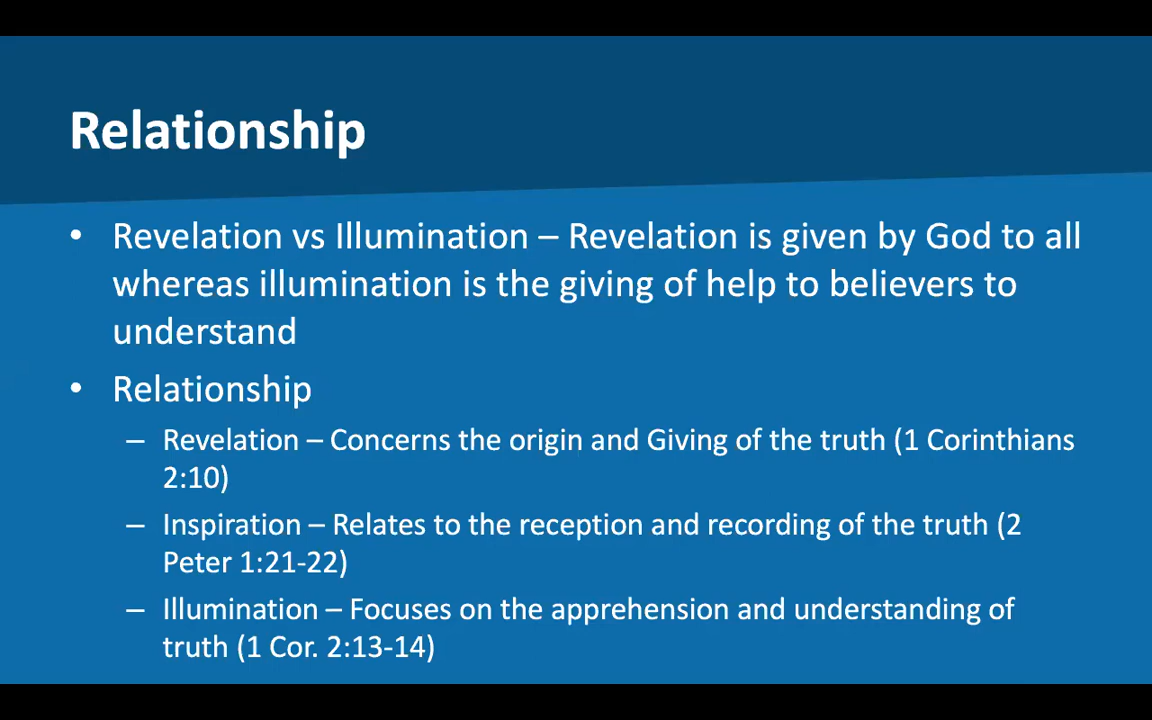 Relationship
• Revelation vs Illumination – Revelation is given by God to all
whereas illumination is the giving of help to believers to
understand
• Relationship
– Revelation – Concerns the origin and Giving of the truth (1 Corinthians
2:10)
– Inspiration – Relates to the reception and recording of the truth (2
Peter 1:21-22)
– Illumination – Focuses on the apprehension and understanding of
truth (1 Cor. 2:13-14)